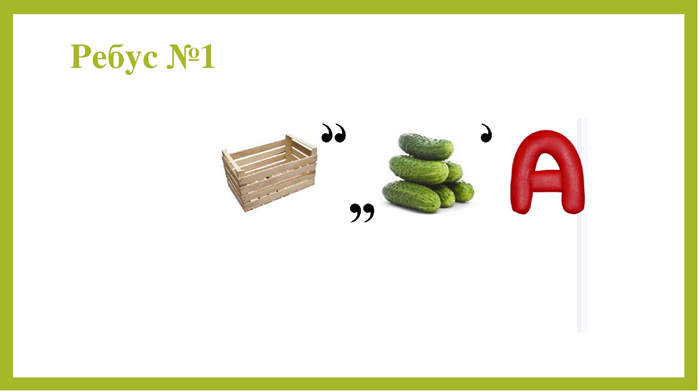 Ребус №1
,, ,, , А